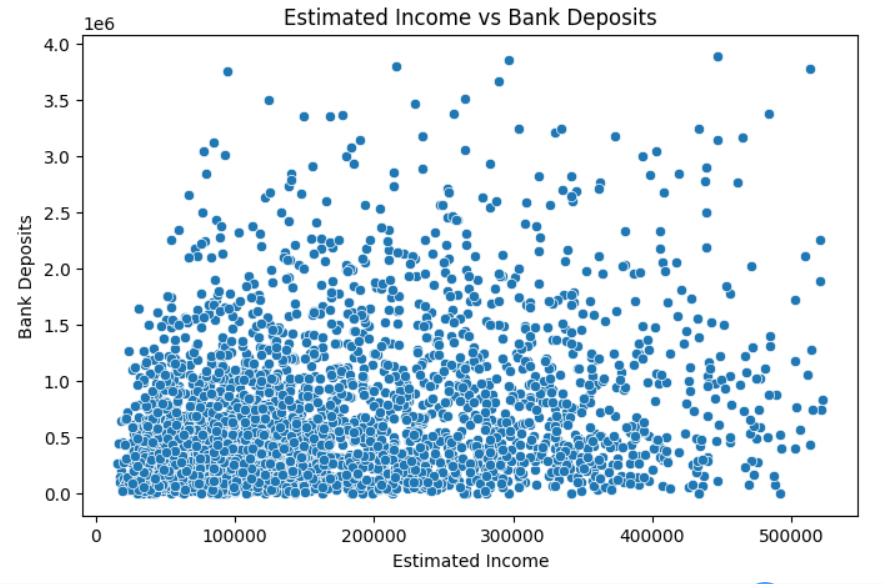 Estimated Income vs Bank Deposits
1e6
4.0
3.5
3.0
2.5
2.0
1.5
1.0
0.5
0.0
Bank Deposits
0 100000 200000 300000 400000 500000
Estimated Income